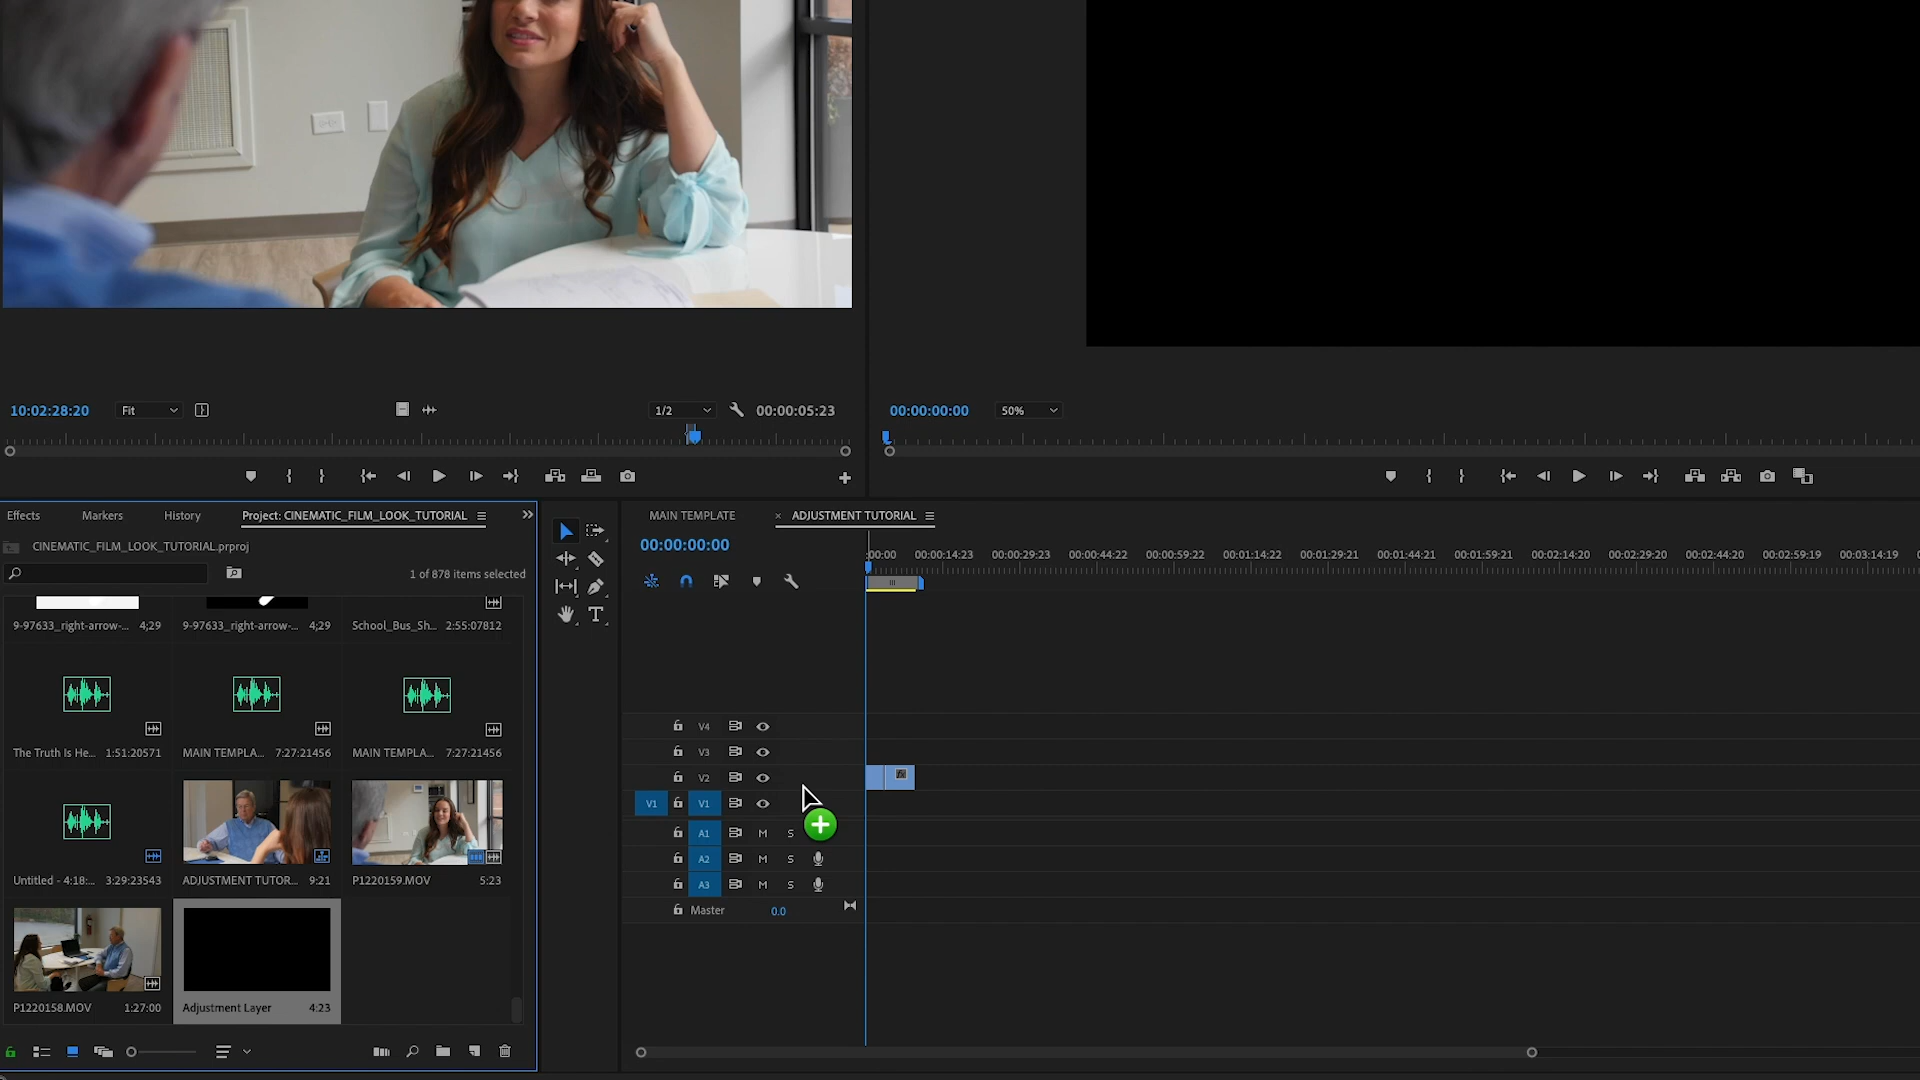 10:02:28:20
Fit
1/2
00:00:05:23
00:00:00:00
50%
Effects
Markers
History
Project: CINEMATIC_FILM_LOOK_TUTORIAL
CINEMATIC_FILM_LOOK_TUTORIAL.prproj
1 of 878 items selected
9-97633_right-arrow-... 4;29
9-97633_right-arrow-... 4;29
School_Bus_Sh... 2:55:07812
The Truth Is He... 1:51:20571
MAIN TEMPLA... 7:27:21456
MAIN TEMPLA... 7:27:21456
Untitled - 4:18:... 3:29:23543
ADJUSTMENT TUTOR... 9:21
P1220159.MOV 5:23
P1220158.MOV 1:27:00
Adjustment Layer 4:23
MAIN TEMPLATE
× ADJUSTMENT TUTORIAL
00:00:00:00
:00:00 00:00:14:23 00:00:29:23 00:00:44:22 00:00:59:22 00:01:14:22 00:01:29:21 00:01:44:21 00:01:59:21 00:02:14:20 00:02:29:20 00:02:44:20 00:02:59:19 00:03:14:19
V4
V3
V2
V1 V1
A1 M S
A2 M S
A3 M S
Master 0.0